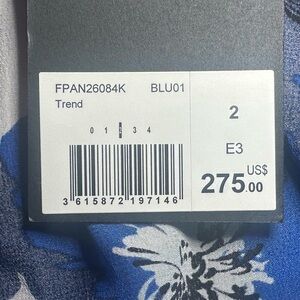 FPAN26084K BLU01
Trend
0 1 2 3 4
2
E3
275.00 US$
3 615872 197146